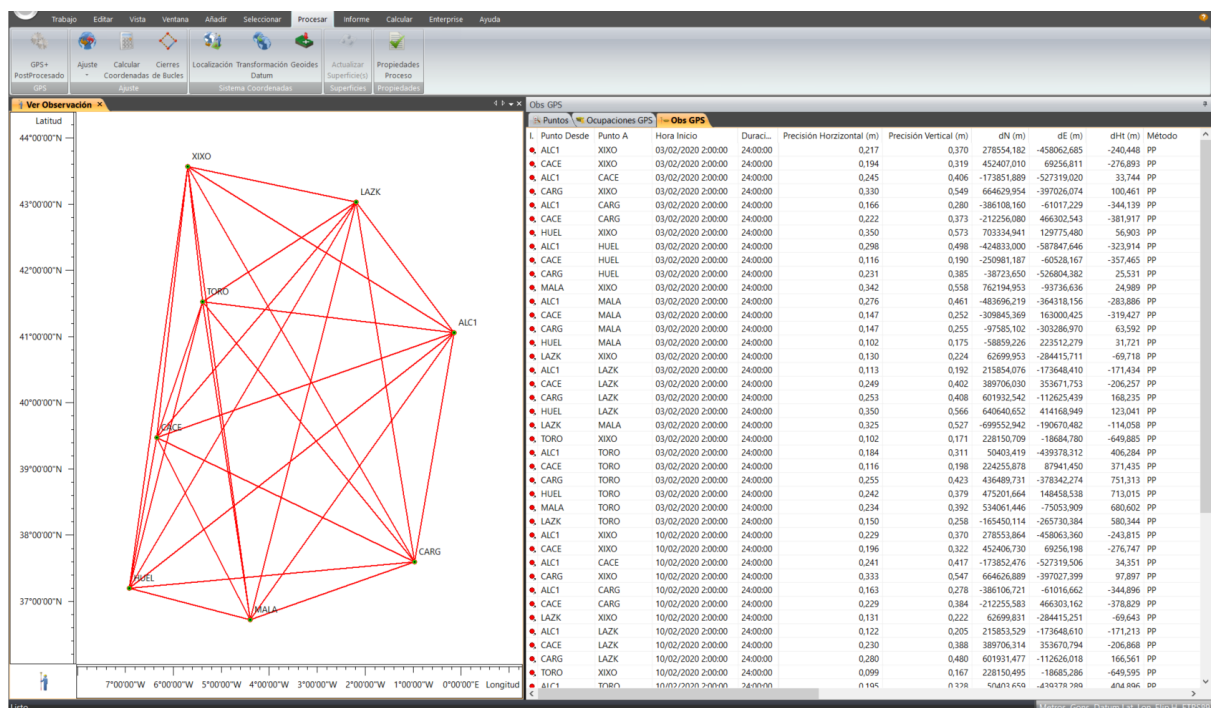 Trabajo Editar Vista Ventana Añadir Seleccionar Procesar Informe Calcular Enterprise Ayuda
GPS+ PostProcesado Ajuste Calcular Coordenadas Cierres de Bucles Localización Transformación Datum Geoides Actualizar Superficie(s) Propiedades Proceso
GPS Ajuste Sistema Coordenadas Superficies Propiedades
Ver Observación
Latitud
44°00'00"N
XIXO
LAZK
43°00'00"N
42°00'00"N
TORO
ALC1
41°00'00"N
40°00'00"N
CACE
39°00'00"N
38°00'00"N
CARG
HUEL
37°00'00"N
MALA
7°00'00"W 6°00'00"W 5°00'00"W 4°00'00"W 3°00'00"W 2°00'00"W 1°00'00"W 0°00'00"E Longitud
Obs GPS
Puntos Ocupaciones GPS Obs GPS
I. Punto Desde Punto A Hora Inicio Duraci... Precisión Horzizontal (m) Precisión Vertical (m) dN (m) dE (m) dHt (m) Método
ALC1 XIXO 03/02/2020 2:00:00 24:00:00 0,217 0,370 278554,182 -458062,685 -240,448 PP
CACE XIXO 03/02/2020 2:00:00 24:00:00 0,194 0,319 452407,010 69256,811 -276,893 PP
ALC1 CACE 03/02/2020 2:00:00 24:00:00 0,245 0,406 -173851,889 -527319,020 33,744 PP
CARG XIXO 03/02/2020 2:00:00 24:00:00 0,330 0,549 664629,954 -397026,074 100,461 PP
ALC1 CARG 03/02/2020 2:00:00 24:00:00 0,166 0,280 -386108,160 -61017,229 -344,139 PP
CACE CARG 03/02/2020 2:00:00 24:00:00 0,222 0,373 -212256,080 466302,543 -381,917 PP
HUEL XIXO 03/02/2020 2:00:00 24:00:00 0,350 0,573 703334,941 129775,480 56,903 PP
ALC1 HUEL 03/02/2020 2:00:00 24:00:00 0,298 0,498 -424833,000 -587847,646 -323,914 PP
CACE HUEL 03/02/2020 2:00:00 24:00:00 0,116 0,190 -250981,187 -60528,167 -357,465 PP
CARG HUEL 03/02/2020 2:00:00 24:00:00 0,231 0,385 -38723,650 -526804,382 25,531 PP
MALA XIXO 03/02/2020 2:00:00 24:00:00 0,342 0,558 762194,953 -93736,636 24,989 PP
ALC1 MALA 03/02/2020 2:00:00 24:00:00 0,276 0,461 -483696,219 -364318,156 -283,886 PP
CACE MALA 03/02/2020 2:00:00 24:00:00 0,147 0,252 -309845,369 163000,425 -319,427 PP
CARG MALA 03/02/2020 2:00:00 24:00:00 0,147 0,255 -97585,102 -303286,970 63,592 PP
HUEL MALA 03/02/2020 2:00:00 24:00:00 0,102 0,175 -58859,226 223512,279 31,721 PP
LAZK XIXO 03/02/2020 2:00:00 24:00:00 0,130 0,224 62699,953 -284415,711 -69,718 PP
ALC1 LAZK 03/02/2020 2:00:00 24:00:00 0,113 0,192 215854,076 -173648,410 -171,434 PP
CACE LAZK 03/02/2020 2:00:00 24:00:00 0,249 0,402 389706,030 353671,753 -206,257 PP
CARG LAZK 03/02/2020 2:00:00 24:00:00 0,253 0,408 601932,542 -112625,439 168,235 PP
HUEL LAZK 03/02/2020 2:00:00 24:00:00 0,350 0,566 640640,652 414168,949 123,041 PP
LAZK MALA 03/02/2020 2:00:00 24:00:00 0,325 0,527 -699552,942 -190670,482 -114,058 PP
TORO XIXO 03/02/2020 2:00:00 24:00:00 0,102 0,171 228150,709 -18684,780 -649,885 PP
ALC1 TORO 03/02/2020 2:00:00 24:00:00 0,184 0,311 50403,419 -439378,312 406,284 PP
CACE TORO 03/02/2020 2:00:00 24:00:00 0,116 0,198 224255,878 87941,450 371,435 PP
CARG TORO 03/02/2020 2:00:00 24:00:00 0,255 0,423 436489,731 -378342,274 751,313 PP
HUEL TORO 03/02/2020 2:00:00 24:00:00 0,242 0,379 475201,664 148458,538 713,015 PP
MALA TORO 03/02/2020 2:00:00 24:00:00 0,234 0,392 534061,446 -75053,909 680,602 PP
LAZK TORO 03/02/2020 2:00:00 24:00:00 0,150 0,258 -165450,114 -265730,384 580,344 PP
ALC1 XIXO 10/02/2020 2:00:00 24:00:00 0,229 0,370 278553,864 -458063,360 -243,815 PP
CACE XIXO 10/02/2020 2:00:00 24:00:00 0,196 0,322 452406,730 69256,198 -276,747 PP
ALC1 CACE 10/02/2020 2:00:00 24:00:00 0,241 0,417 -173852,476 -527319,506 34,351 PP
CARG XIXO 10/02/2020 2:00:00 24:00:00 0,333 0,547 664626,889 -397027,399 97,897 PP
ALC1 CARG 10/02/2020 2:00:00 24:00:00 0,163 0,278 -386106,721 -61016,662 -344,896 PP
CACE CARG 10/02/2020 2:00:00 24:00:00 0,229 0,384 -212255,583 466303,162 -378,829 PP
LAZK XIXO 10/02/2020 2:00:00 24:00:00 0,131 0,222 62699,831 -284415,251 -69,643 PP
ALC1 LAZK 10/02/2020 2:00:00 24:00:00 0,122 0,205 215853,529 -173648,610 -171,213 PP
CACE LAZK 10/02/2020 2:00:00 24:00:00 0,230 0,388 389706,314 353670,794 -206,868 PP
CARG LAZK 10/02/2020 2:00:00 24:00:00 0,280 0,480 601931,477 -112626,018 166,561 PP
TORO XIXO 10/02/2020 2:00:00 24:00:00 0,099 0,167 228150,495 -18685,286 -649,595 PP
ALC1 TORO 10/02/2020 2:00:00 24:00:00 0,195 0,328 50403,659 -439378,289 404,896 PP
Listo